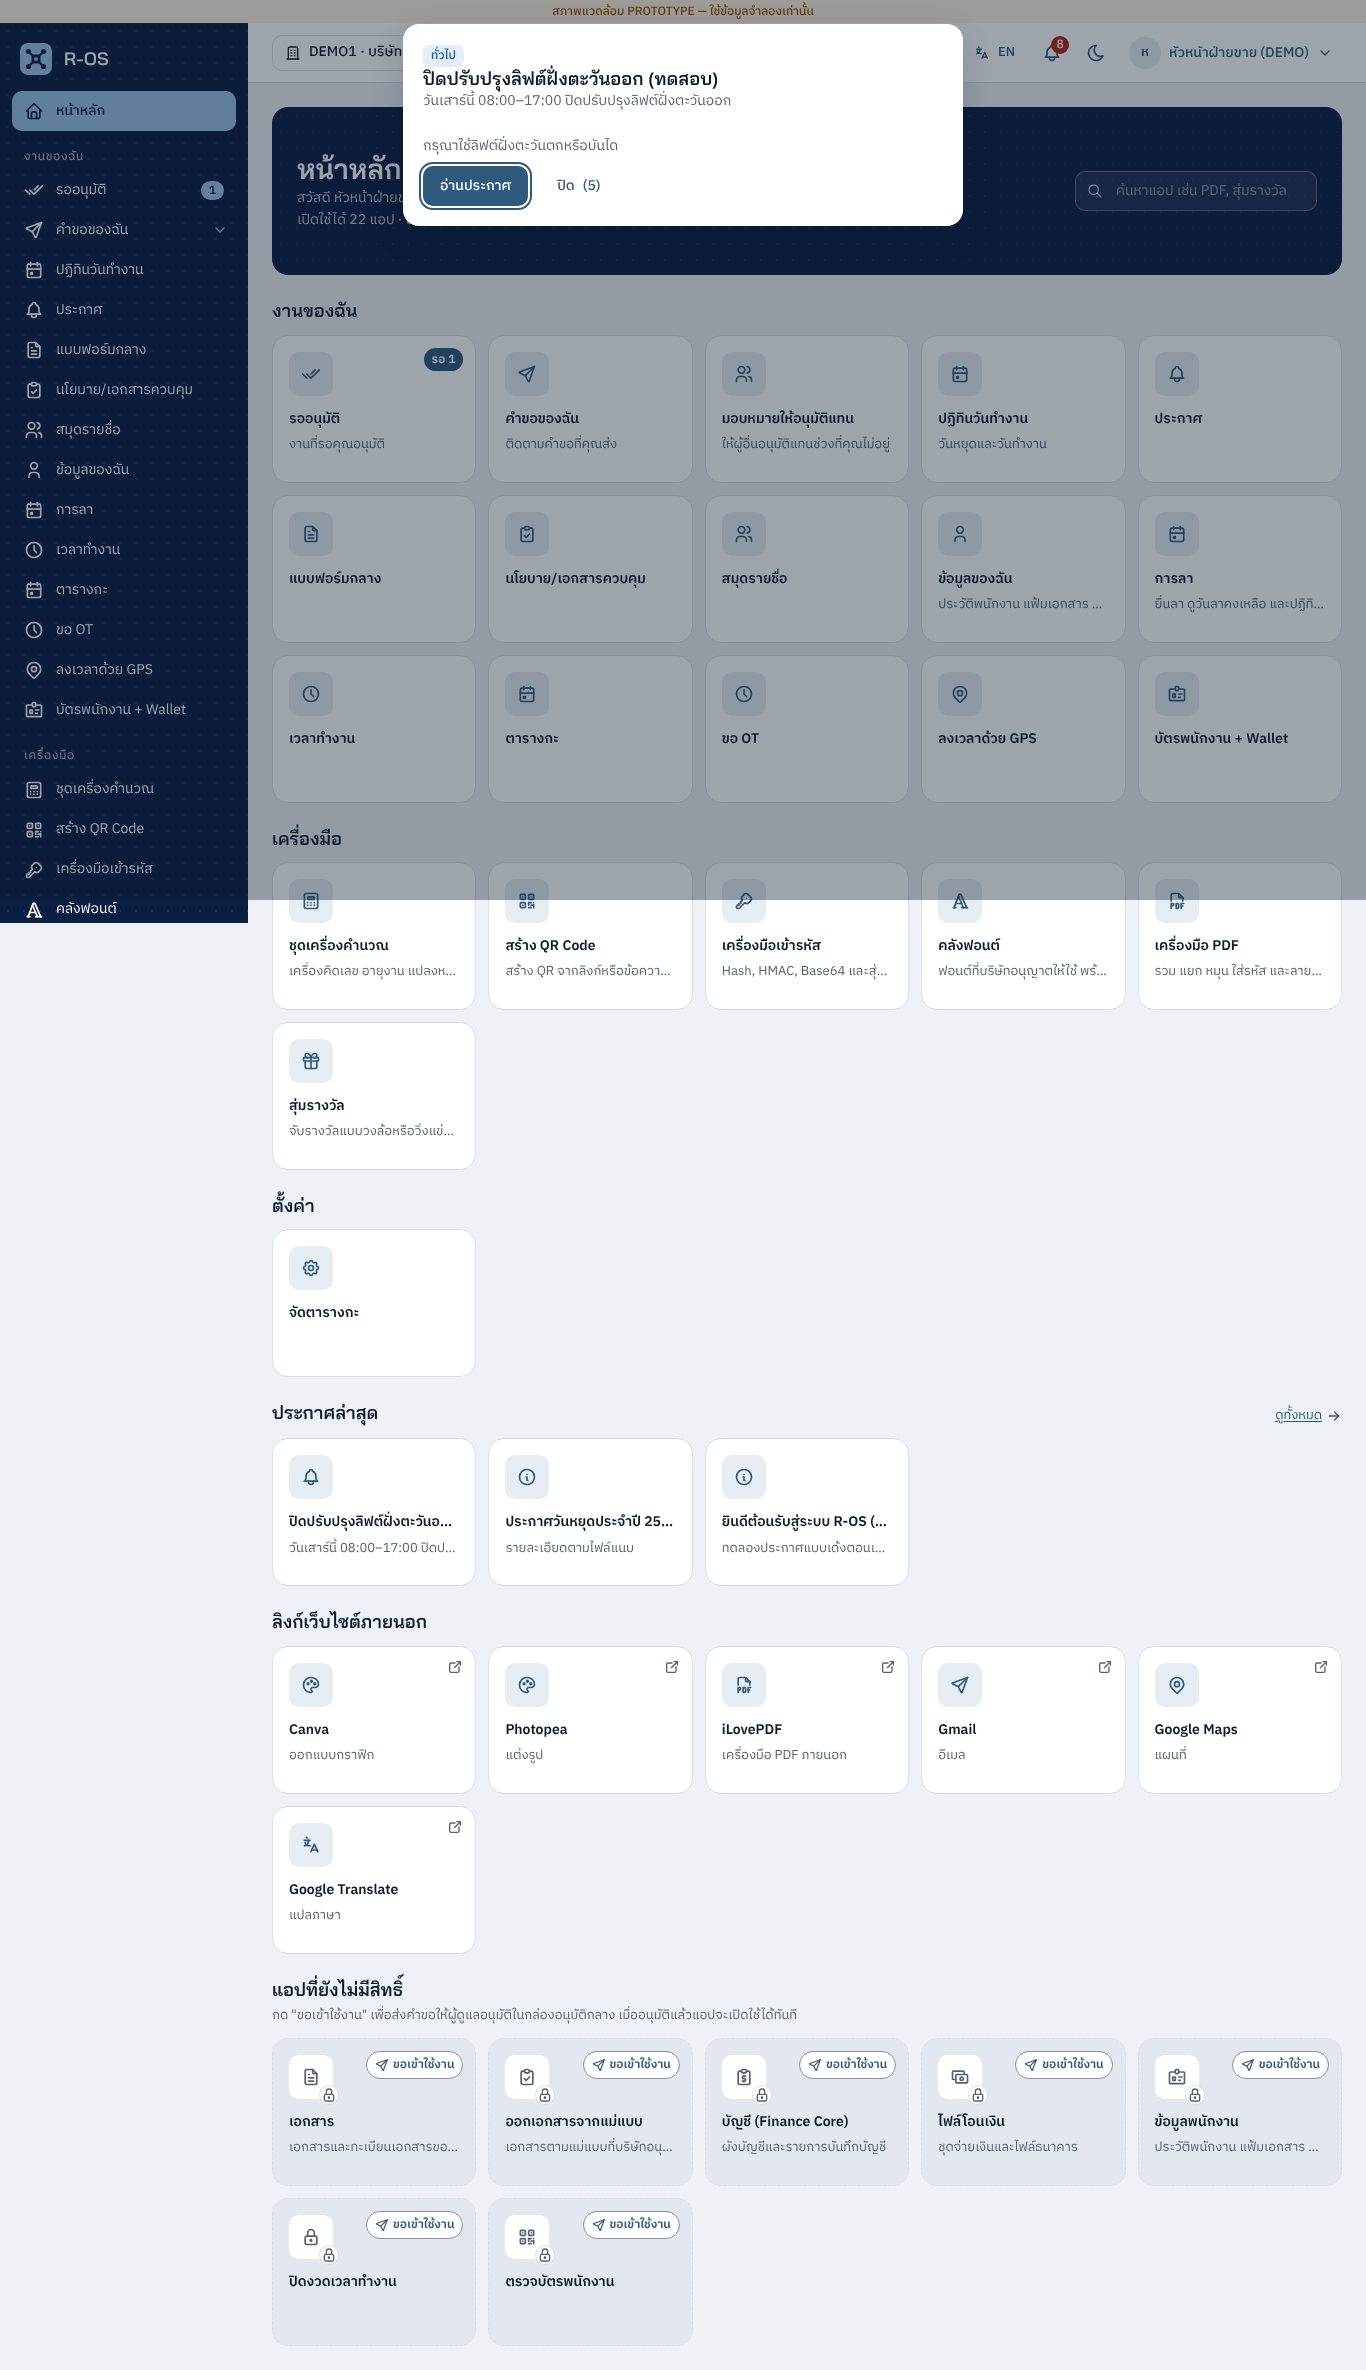 สภาพแวดล้อม PROTOTYPE — ใช้ข้อมูลจำลองเท่านั้น
R-OS
DEMO1 · บริษัท
EN
8
ห
หัวหน้าฝ่ายขาย (DEMO)
ทั่วไป
ปิดปรับปรุงลิฟต์ฝั่งตะวันออก (ทดสอบ)
วันเสาร์นี้ 08:00–17:00 ปิดปรับปรุงลิฟต์ฝั่งตะวันออก
กรุณาใช้ลิฟต์ฝั่งตะวันตกหรือบันได
อ่านประกาศ
ปิด (5)
หน้าหลัก
งานของฉัน
รออนุมัติ
1
คำขอของฉัน
ปฏิทินวันทำงาน
ประกาศ
แบบฟอร์มกลาง
นโยบาย/เอกสารควบคุม
สมุดรายชื่อ
ข้อมูลของฉัน
การลา
เวลาทำงาน
ตารางกะ
ขอ OT
ลงเวลาด้วย GPS
บัตรพนักงาน + Wallet
เครื่องมือ
ชุดเครื่องคำนวณ
สร้าง QR Code
เครื่องมือเข้ารหัส
คลังฟอนต์
หน้าหลัก
สวัสดี หัวหน้าฝ่าย
เปิดใช้ได้ 22 แอป ·
ค้นหาแอป เช่น PDF, สุ่มรางวัล
งานของฉัน
รอ 1
รออนุมัติ
งานที่รอคุณอนุมัติ
คำขอของฉัน
ติดตามคำขอที่คุณส่ง
มอบหมายให้อนุมัติแทน
ให้ผู้อื่นอนุมัติแทนช่วงที่คุณไม่อยู่
ปฏิทินวันทำงาน
วันหยุดและวันทำงาน
ประกาศ
แบบฟอร์มกลาง
นโยบาย/เอกสารควบคุม
สมุดรายชื่อ
ข้อมูลของฉัน
ประวัติพนักงาน แฟ้มเอกสาร ...
การลา
ยื่นลา ดูวันลาคงเหลือ และปฏิทิ...
เวลาทำงาน
ตารางกะ
ขอ OT
ลงเวลาด้วย GPS
บัตรพนักงาน + Wallet
เครื่องมือ
ชุดเครื่องคำนวณ
เครื่องคิดเลข อายุงาน แปลงห...
สร้าง QR Code
สร้าง QR จากลิงก์หรือข้อควา...
เครื่องมือเข้ารหัส
Hash, HMAC, Base64 และสุ่...
คลังฟอนต์
ฟอนต์ที่บริษัทอนุญาตให้ใช้ พร้...
เครื่องมือ PDF
รวม แยก หมุน ใส่รหัส และลาย...
สุ่มรางวัล
จับรางวัลแบบวงล้อหรือวิ่งแข่...
ตั้งค่า
จัดตารางกะ
ประกาศล่าสุด
ดูทั้งหมด
ปิดปรับปรุงลิฟต์ฝั่งตะวันอ...
วันเสาร์นี้ 08:00–17:00 ปิดป...
ประกาศวันหยุดประจำปี 25...
รายละเอียดตามไฟล์แนบ
ยินดีต้อนรับสู่ระบบ R-OS (...
ทดลองประกาศแบบเด้งตอนเ...
ลิงก์เว็บไซต์ภายนอก
Canva
ออกแบบกราฟิก
Photopea
แต่งรูป
PDF
iLovePDF
เครื่องมือ PDF ภายนอก
Gmail
อีเมล
Google Maps
แผนที่
Google Translate
แปลภาษา
แอปที่ยังไม่มีสิทธิ์
กด "ขอเข้าใช้งาน" เพื่อส่งคำขอให้ผู้ดูแลอนุมัติในกล่องอนุมัติกลาง เมื่ออนุมัติแล้วแอปจะเปิดใช้ได้ทันที
ขอเข้าใช้งาน
เอกสาร
เอกสารและทะเบียนเอกสารขอ...
ขอเข้าใช้งาน
ออกเอกสารจากแม่แบบ
เอกสารตามแม่แบบที่บริษัทอนุ...
ขอเข้าใช้งาน
บัญชี (Finance Core)
ผังบัญชีและรายการบันทึกบัญชี
ขอเข้าใช้งาน
ไฟล์โอนเงิน
ชุดจ่ายเงินและไฟล์ธนาคาร
ขอเข้าใช้งาน
ข้อมูลพนักงาน
ประวัติพนักงาน แฟ้มเอกสาร ...
ขอเข้าใช้งาน
ปิดงวดเวลาทำงาน
ขอเข้าใช้งาน
ตรวจบัตรพนักงาน